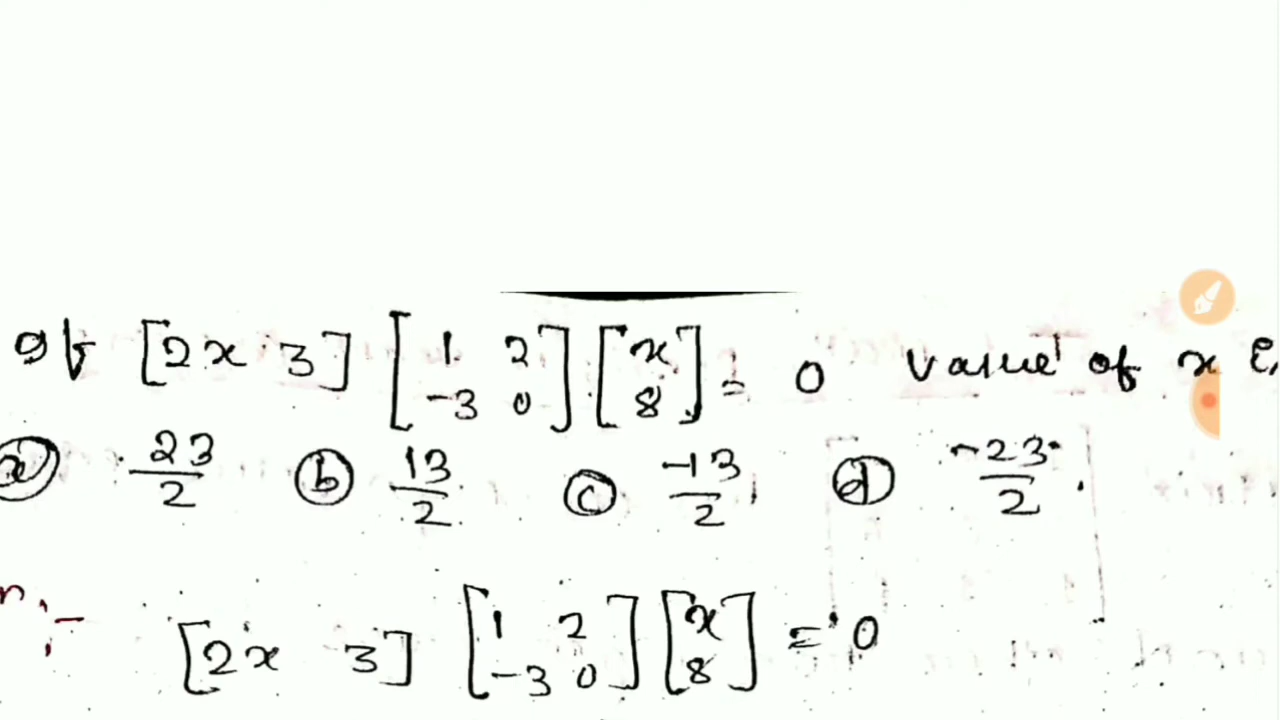 If [2x 3] [1 2 -3 0] [x 8] = 0 value of x
(a) 23/2 (b) 13/2 (c) -13/2 (d) -23/2.
[2x 3] [1 2 -3 0] [x 8] = 0